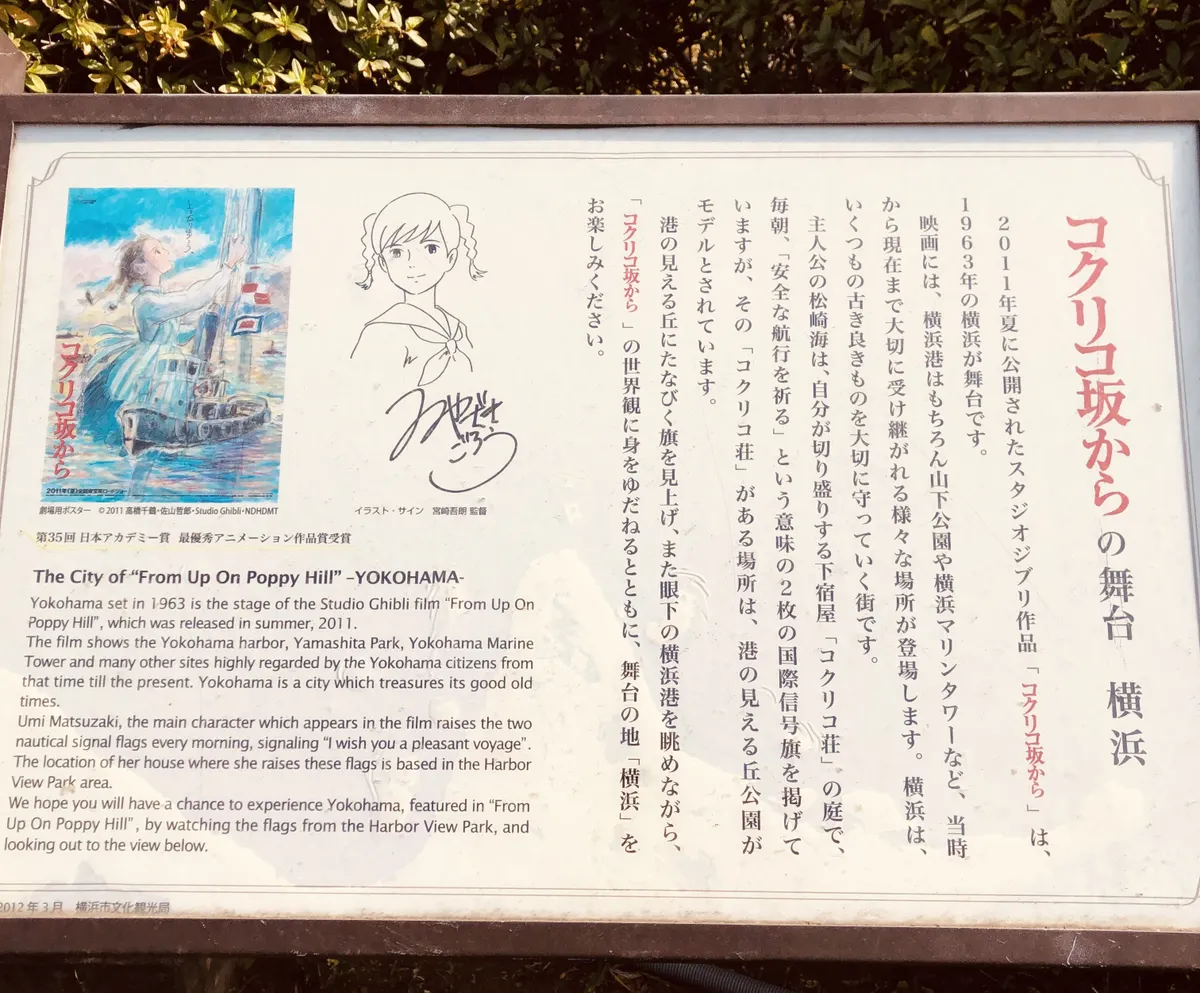 コクリコ坂からの舞台 横浜
2011年夏に公開されたスタジオジブリ作品「コクリコ坂から」は、
1963年の横浜が舞台です。
映画には、横浜港はもちろん山下公園や横浜マリンタワーなど、当時
から現在まで大切に受け継がれる様々な場所が登場します。横浜は、
いくつもの古き良きものを大切に守っていく街です。
主人公の松崎海は、自分が切り盛りする下宿屋「コクリコ荘」の庭で、
毎朝、「安全な航行を祈る」という意味の2枚の国際信号旗を掲げて
いますが、その「コクリコ荘」がある場所は、港の見える丘公園が
モデルとされています。
港の見える丘にたなびく旗を見上げ、また眼下の横浜港を眺めながら、
「コクリコ坂から」の世界観に身をゆだねるとともに、舞台の地「横浜」を
お楽しみください。
コクリコ坂から
劇場用ポスター ©2011 高橋千鶴・佐山哲郎・Studio Ghibli・NDHDMT
みやざき
ごろう
イラスト・サイン 宮崎吾朗 監督
第35回 日本アカデミー賞 最優秀アニメーション作品賞受賞
The City of “From Up On Poppy Hill” –YOKOHAMA-
Yokohama set in 1963 is the stage of the Studio Ghibli film “From Up On
Poppy Hill”, which was released in summer, 2011.
The film shows the Yokohama harbor, Yamashita Park, Yokohama Marine
Tower and many other sites highly regarded by the Yokohama citizens from
that time till the present. Yokohama is a city which treasures its good old
times.
Umi Matsuzaki, the main character which appears in the film raises the two
nautical signal flags every morning, signaling “I wish you a pleasant voyage”.
The location of her house where she raises these flags is based in the Harbor
View Park area.
We hope you will have a chance to experience Yokohama, featured in “From
Up On Poppy Hill”, by watching the flags from the Harbor View Park, and
looking out to the view below.
2012年3月 横浜市文化観光局